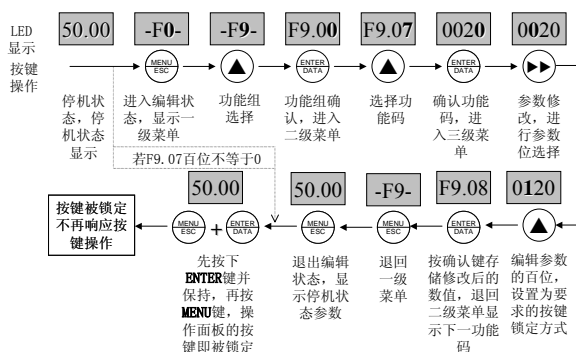 LED
显示
按键
操作
50.00
-F0-
-F9-
F9.00
F9.07
0020
0020
MENU
ESC
ENTER
DATA
ENTER
DATA
停机状
态，停
机状态
显示
进入编辑状
态，显示一
级菜单
功能组
选择
功能组确
认，进入
二级菜单
选择功
能码
确认功能
码，进入
三级菜
单
参数修
改，进
行参数
位选择
若F9.07百位不等于0
按键被锁定
不再响应按
键操作
50.00
50.00
-F9-
F9.08
0120
MENU
ESC
+
ENTER
DATA
MENU
ESC
MENU
ESC
ENTER
DATA
先按下
ENTER键并
保持，再按
MENU键，操
作面板的按
键即被锁定
退出编辑
状态，显
示停机状
态参数
退回
一级
菜单
按确认键存
储修改后的
数值，退回
二级菜单显
示下一功能
码
编辑参数
的百位，
设置为要
求的按键
锁定方式